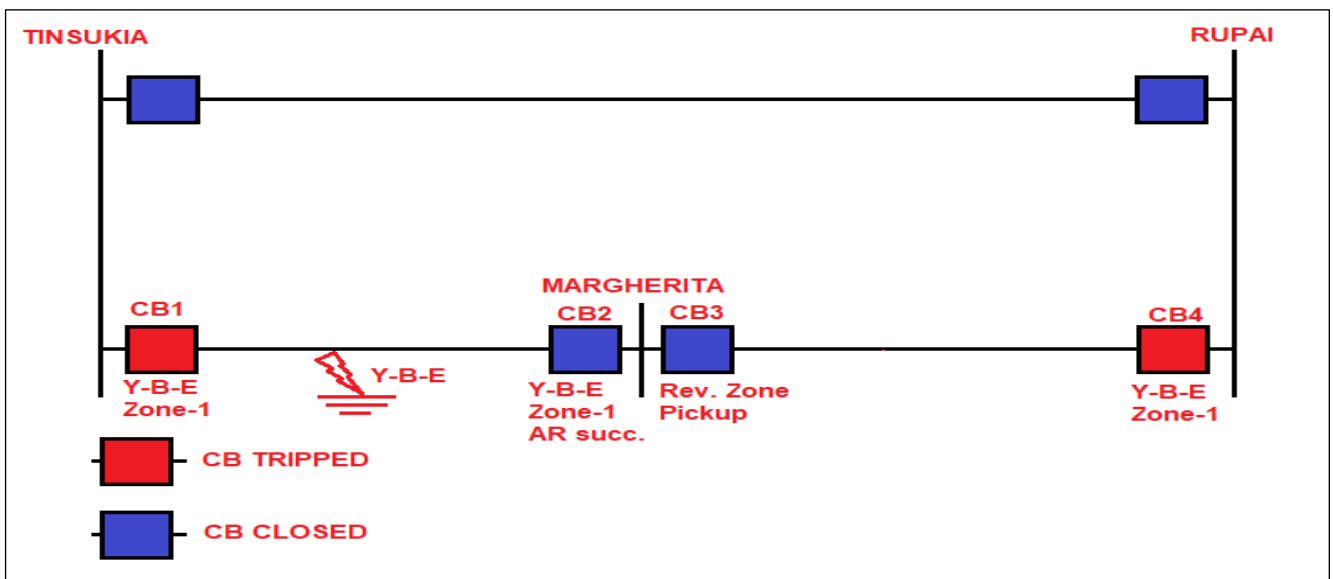 TINSUKIA
RUPAI
MARGHERITA
CB1
CB2
CB3
CB4
Y-B-E
Zone-1
Y-B-E
Y-B-E
Zone-1
AR succ.
Rev. Zone
Pickup
Y-B-E
Zone-1
CB TRIPPED
CB CLOSED